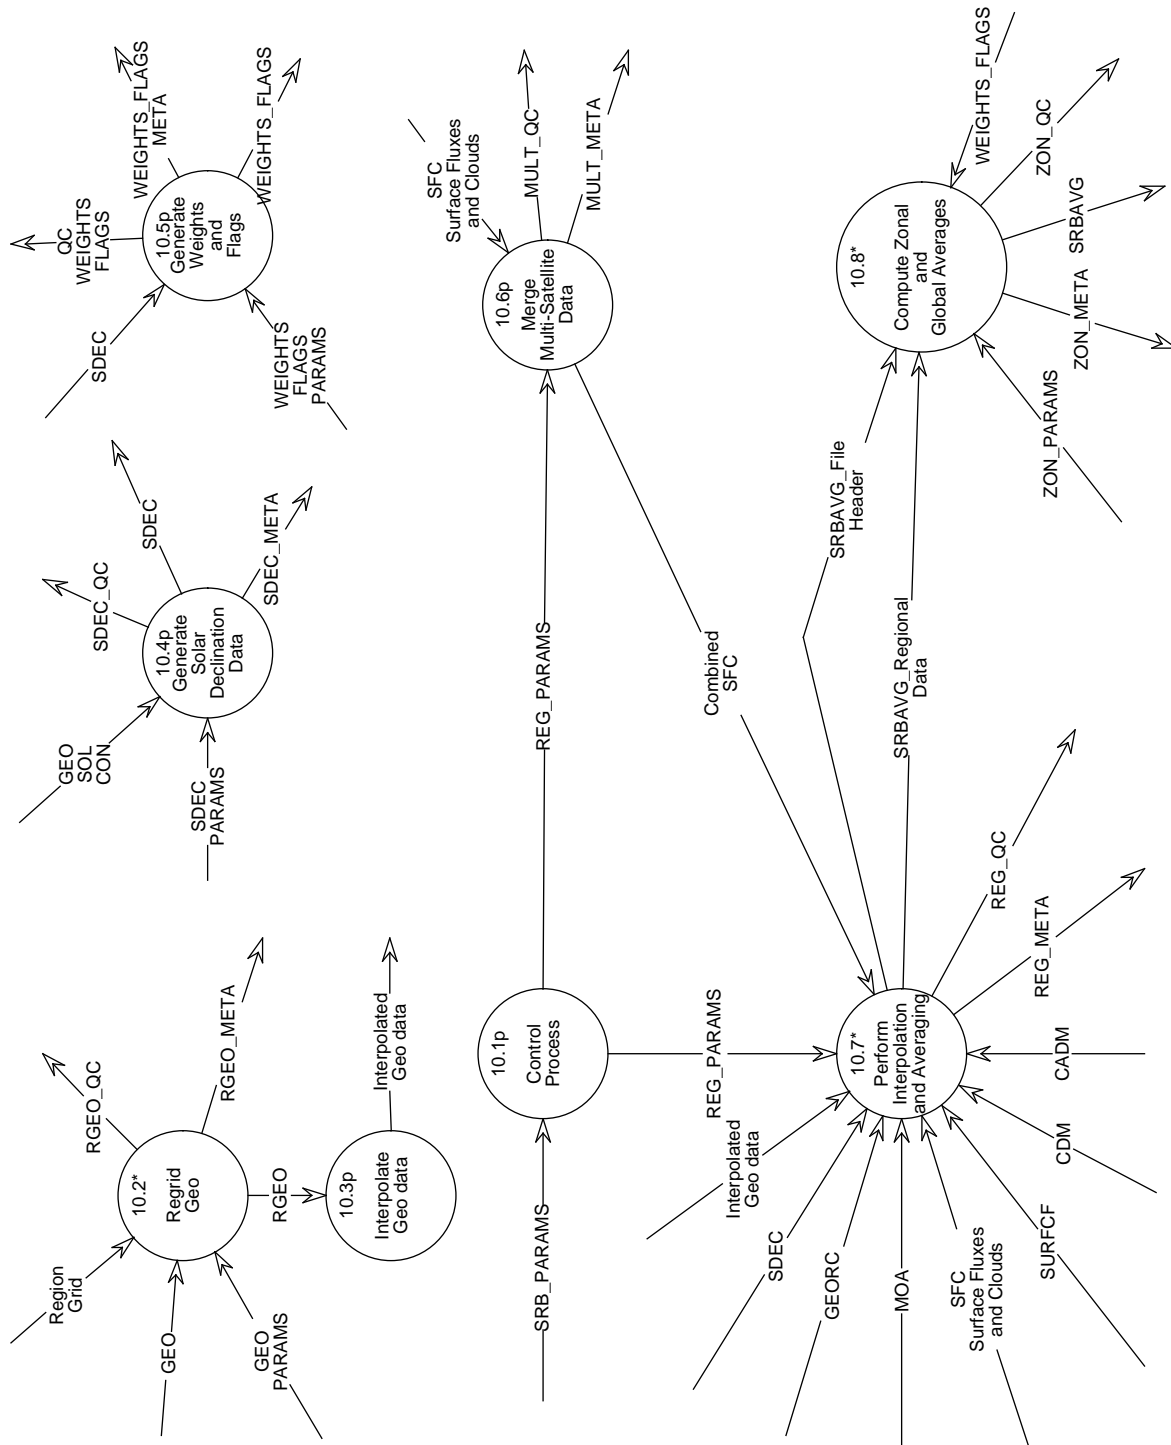 Region
Grid
GEO
GEO
PARAMS
10.2*
Regrid
Geo
RGEO_QC
RGEO_META
RGEO
10.3p
Interpolate
Geo data
Interpolated
Geo data
GEO
SOL
CON
SDEC
PARAMS
10.4p
Generate
Solar
Declination
Data
SDEC_QC
SDEC
SDEC_META
SDEC
WEIGHTS
FLAGS
PARAMS
10.5p
Generate
Weights
and
Flags
QC
WEIGHTS
FLAGS
WEIGHTS_FLAGS
META
WEIGHTS_FLAGS
SRB_PARAMS
10.1p
Control
Process
REG_PARAMS
REG_PARAMS
10.6p
Merge
Multi-Satellite
Data
SFC
Surface Fluxes
and Clouds
MULT_QC
MULT_META
Combined
SFC
Interpolated
Geo data
SDEC
GEORC
MOA
SFC
Surface Fluxes
and Clouds
SURFCF
CDM
CADM
10.7*
Perform
Interpolation
and Averaging
REG_QC
REG_META
SRBAVG_File
Header
SRBAVG_Regional
Data
10.8*
Compute Zonal
and
Global Averages
WEIGHTS_FLAGS
ZON_QC
SRBAVG
ZON_META
ZON_PARAMS